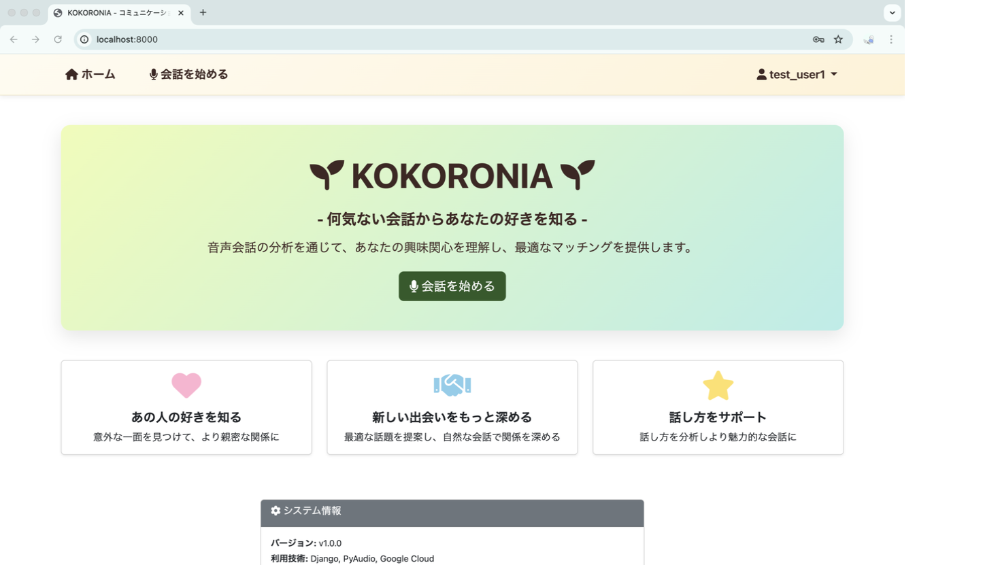 KOKORONIA - コミュニケーシ
localhost:8000
ホーム
会話を始める
test_user1
KOKORONIA
- 何気ない会話からあなたの好きを知る -
音声会話の分析を通じて、あなたの興味関心を理解し、最適なマッチングを提供します。
会話を始める
あの人の好きを知る
意外な一面を見つけて、より親密な関係に
新しい出会いをもっと深める
最適な話題を提案し、自然な会話で関係を深める
話し方をサポート
話し方を分析しより魅力的な会話に
システム情報
バージョン: v1.0.0
利用技術: Django, PyAudio, Google Cloud